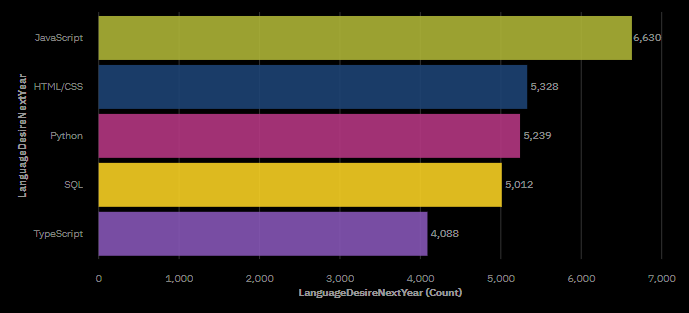 LanguageDesireNextYear
JavaScript
6,630
HTML/CSS
5,328
Python
5,239
SQL
5,012
TypeScript
4,088
0 1,000 2,000 3,000 4,000 5,000 6,000 7,000
LanguageDesireNextYear (Count)